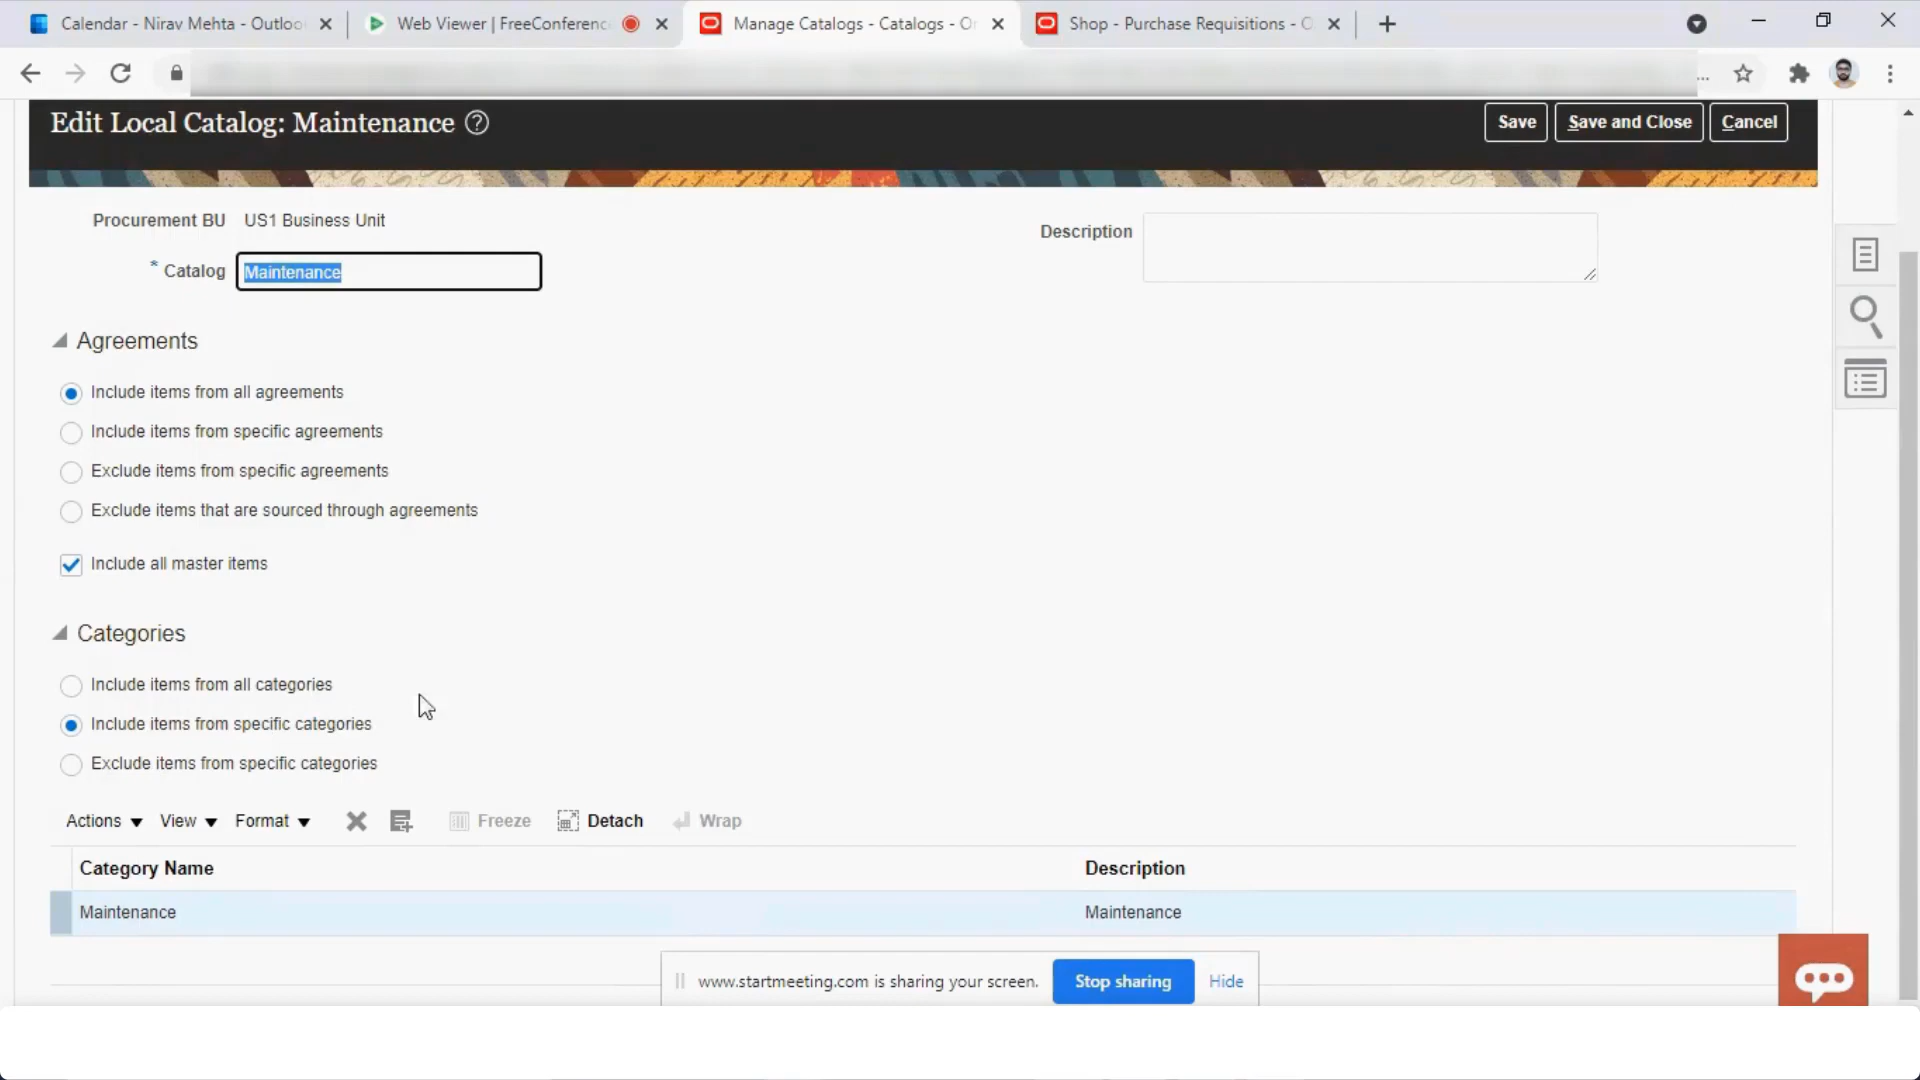 Calendar - Nirav Mehta - Outloo
Web Viewer | FreeConferenc
Manage Catalogs - Catalogs - Or
Shop - Purchase Requisitions - O
...
Edit Local Catalog: Maintenance ?
Save
Save and Close
Cancel
Procurement BU US1 Business Unit
Description
* Catalog Maintenance
Agreements
Include items from all agreements
Include items from specific agreements
Exclude items from specific agreements
Exclude items that are sourced through agreements
Include all master items
Categories
Include items from all categories
Include items from specific categories
Exclude items from specific categories
Actions View Format Freeze Detach Wrap
Category Name Description
Maintenance Maintenance
www.startmeeting.com is sharing your screen. Stop sharing Hide